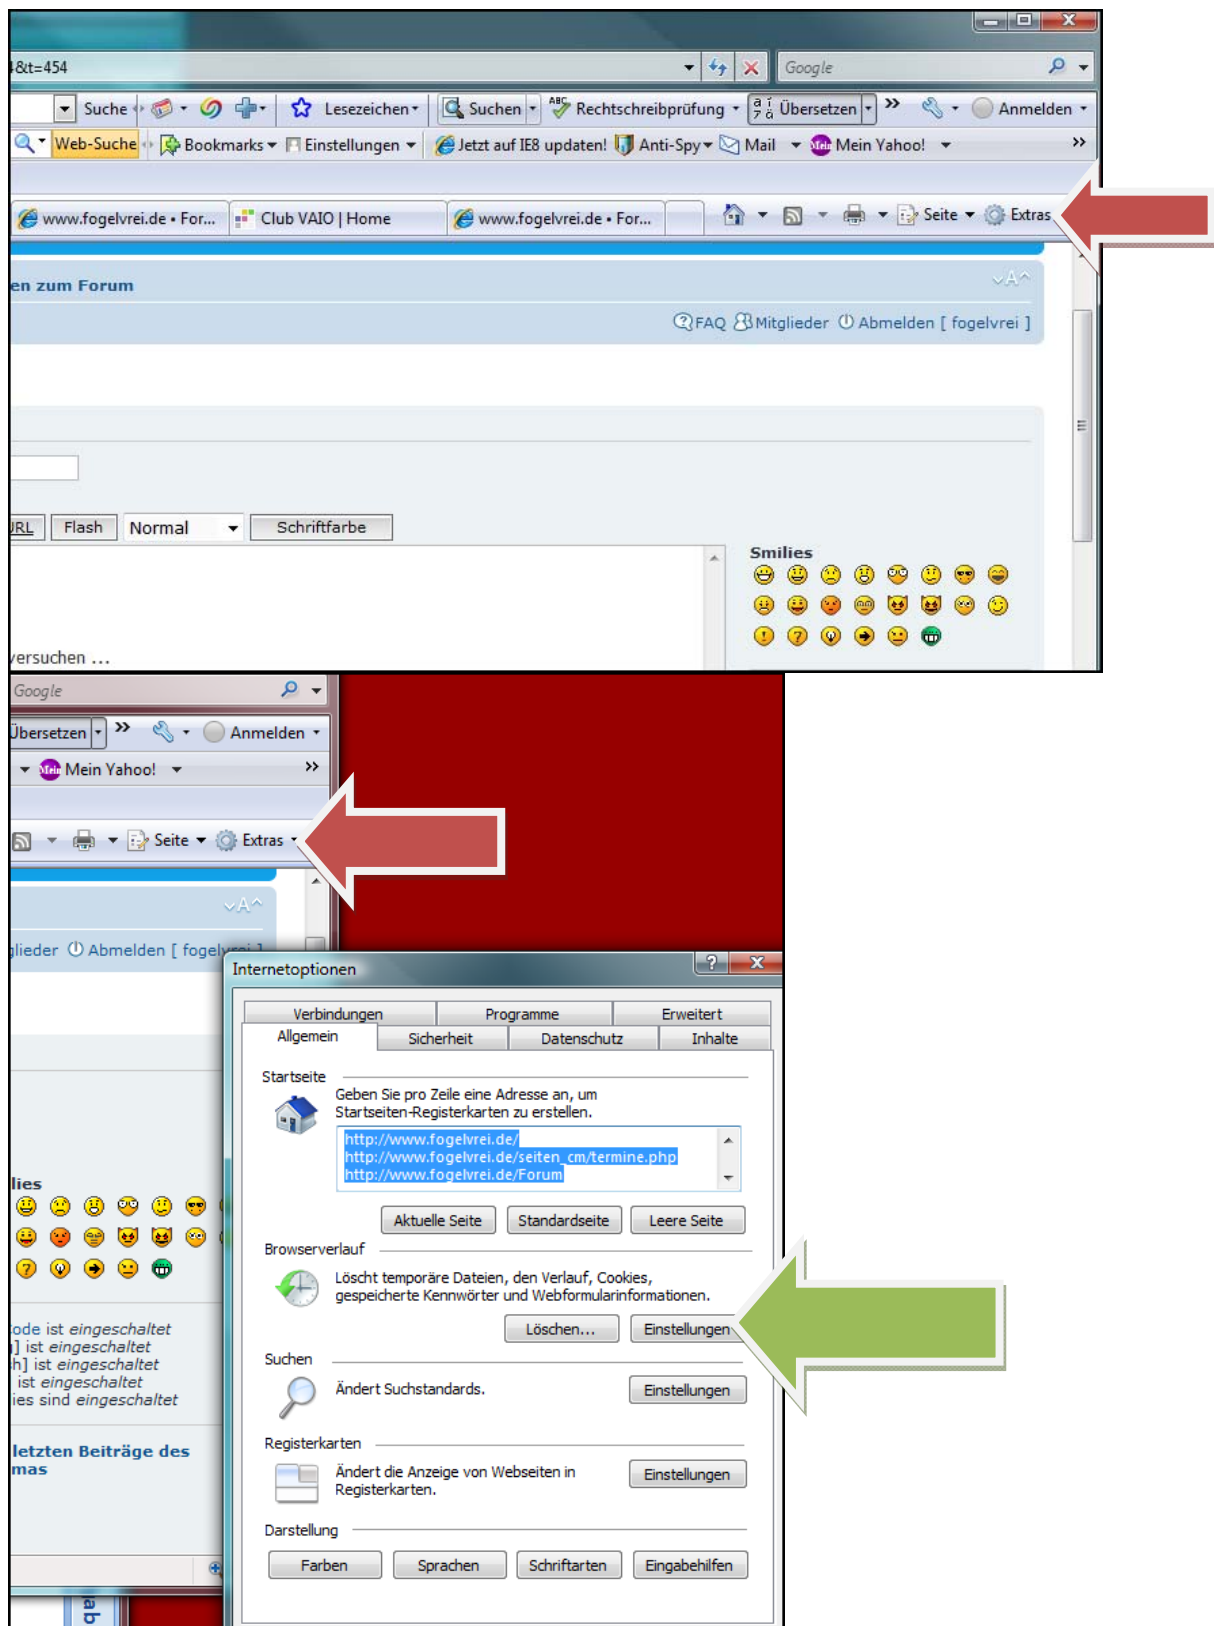 4&t=454
Google
Suche
Lesezeichen
Suchen
ABC
Rechtschreibprüfung
Übersetzen
»
Anmelden
Web-Suche
Bookmarks
Einstellungen
Jetzt auf IE8 updaten!
Anti-Spy
Mail
Mein Yahoo!
»
www.fogelvrei.de • For...
Club VAIO | Home
www.fogelvrei.de • For...
Seite
Extras
en zum Forum
FAQ Mitglieder Abmelden [ fogelvrei ]
URL
Flash
Normal
Schriftfarbe
Smilies
versuchen ...
Google
Übersetzen
»
Anmelden
Mein Yahoo!
»
Seite
Extras
glieder Abmelden [ fogelvrei ]
lies
Code ist eingeschaltet
] ist eingeschaltet
sh] ist eingeschaltet
ist eingeschaltet
ies sind eingeschaltet
letzten Beiträge des
mas
Internetoptionen
Verbindungen
Programme
Erweitert
Allgemein
Sicherheit
Datenschutz
Inhalte
Startseite
Geben Sie pro Zeile eine Adresse an, um
Startseiten-Registerkarten zu erstellen.
http://www.fogelvrei.de/
http://www.fogelvrei.de/seiten_cm/termine.php
http://www.fogelvrei.de/Forum
Aktuelle Seite
Standardseite
Leere Seite
Browserverlauf
Löscht temporäre Dateien, den Verlauf, Cookies,
gespeicherte Kennwörter und Webformularinformationen.
Löschen...
Einstellungen
Suchen
Ändert Suchstandards.
Einstellungen
Registerkarten
Ändert die Anzeige von Webseiten in
Registerkarten.
Einstellungen
Darstellung
Farben
Sprachen
Schriftarten
Eingabehilfen